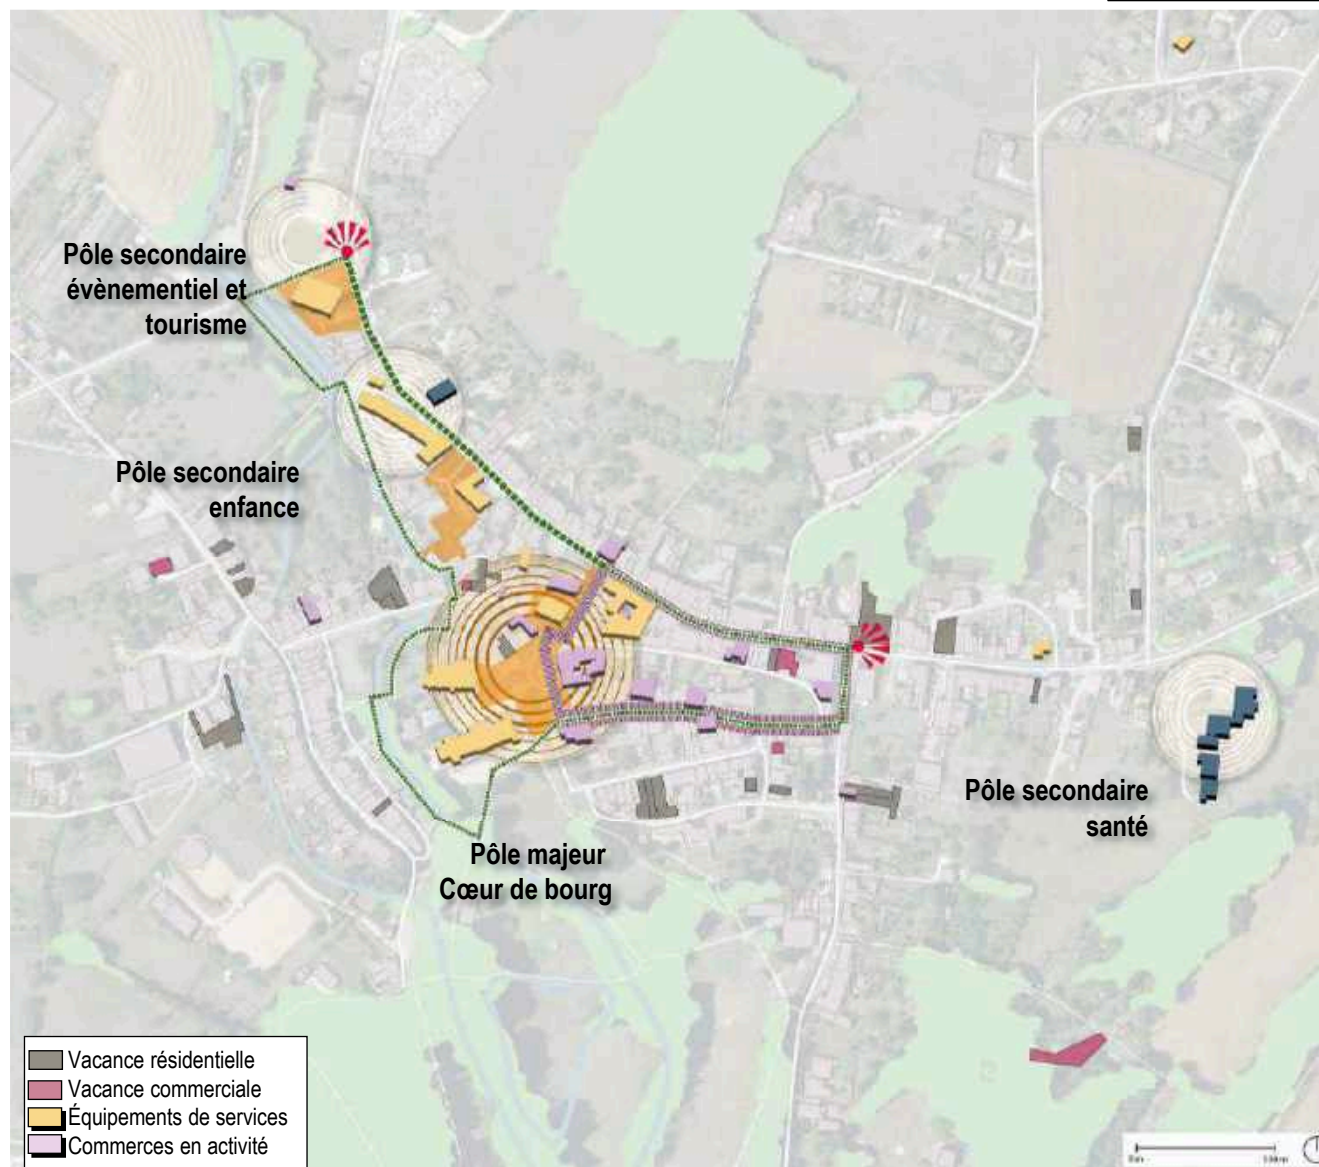 Pôle secondaire
évènementiel et
tourisme
Pôle secondaire
enfance
Pôle secondaire
santé
Pôle majeur
Cœur de bourg
Vacance résidentielle
Vacance commerciale
Équipements de services
Commerces en activité